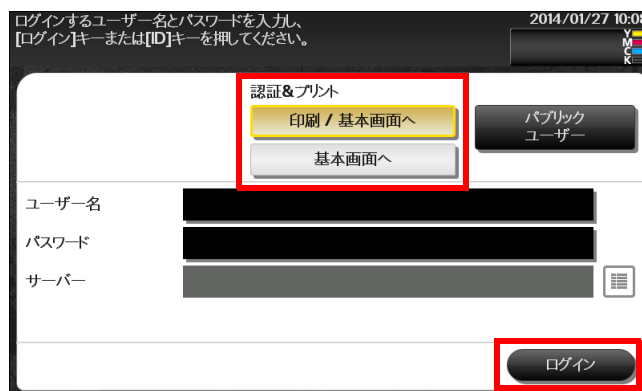 ログインするユーザー名とパスワードを入力し、
[ログイン]キーまたは[ID]キーを押してください。
2014/01/27 10:08
Y
M
C
K
認証&プリント
印刷 / 基本画面へ
基本画面へ
パブリック
ユーザー
ユーザー名
パスワード
サーバー
ログイン